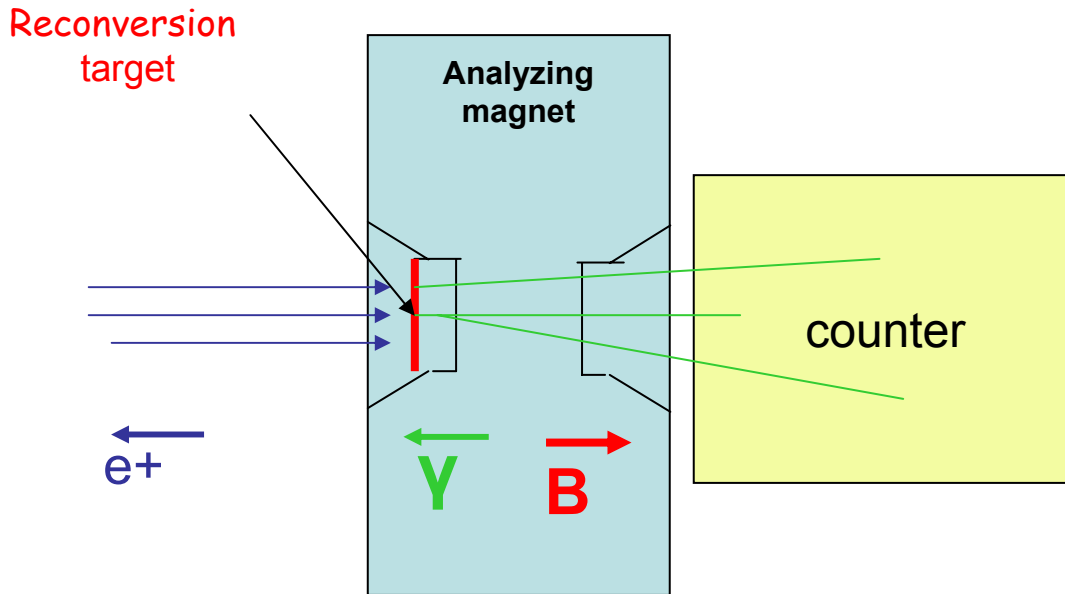 Reconversion
target
Analyzing
magnet
counter
e+
γ
B